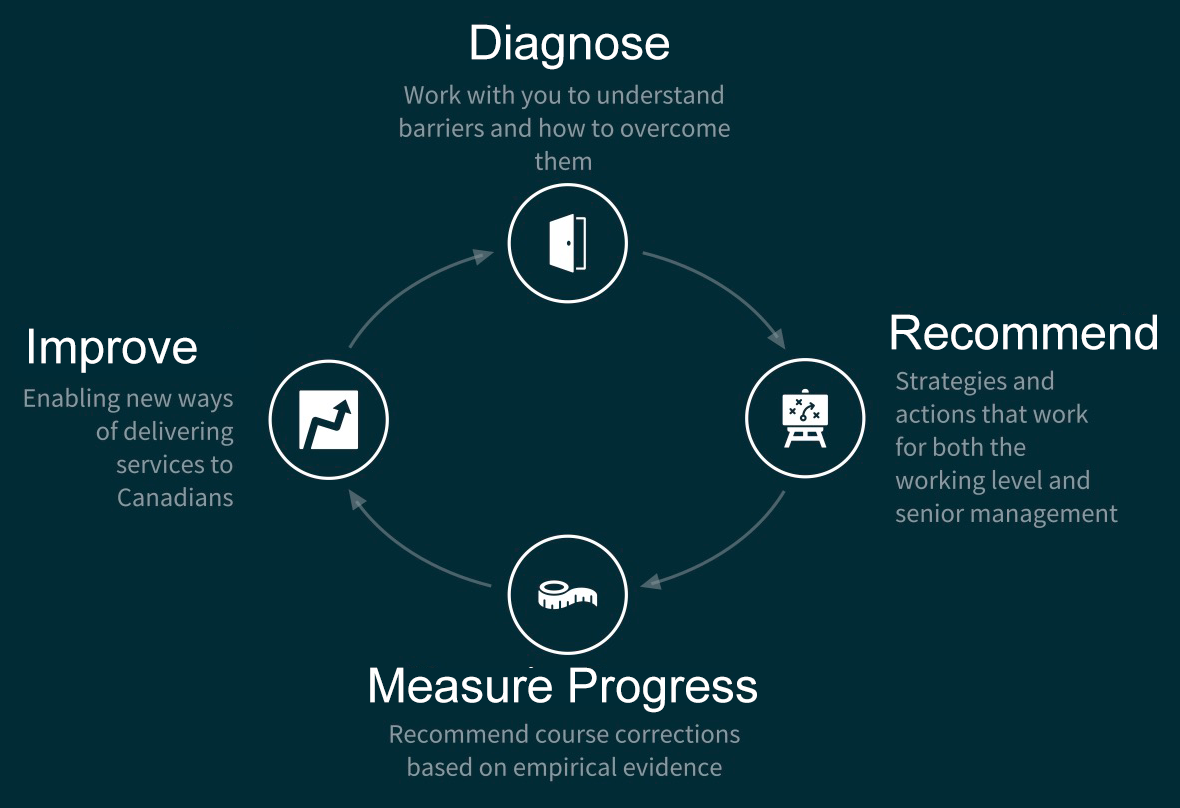 Diagnose
Work with you to understand
barriers and how to overcome
them
Improve
Enabling new ways
of delivering
services to
Canadians
Recommend
Strategies and
actions that work
for both the
working level and
senior management
Measure Progress
Recommend course corrections
based on empirical evidence